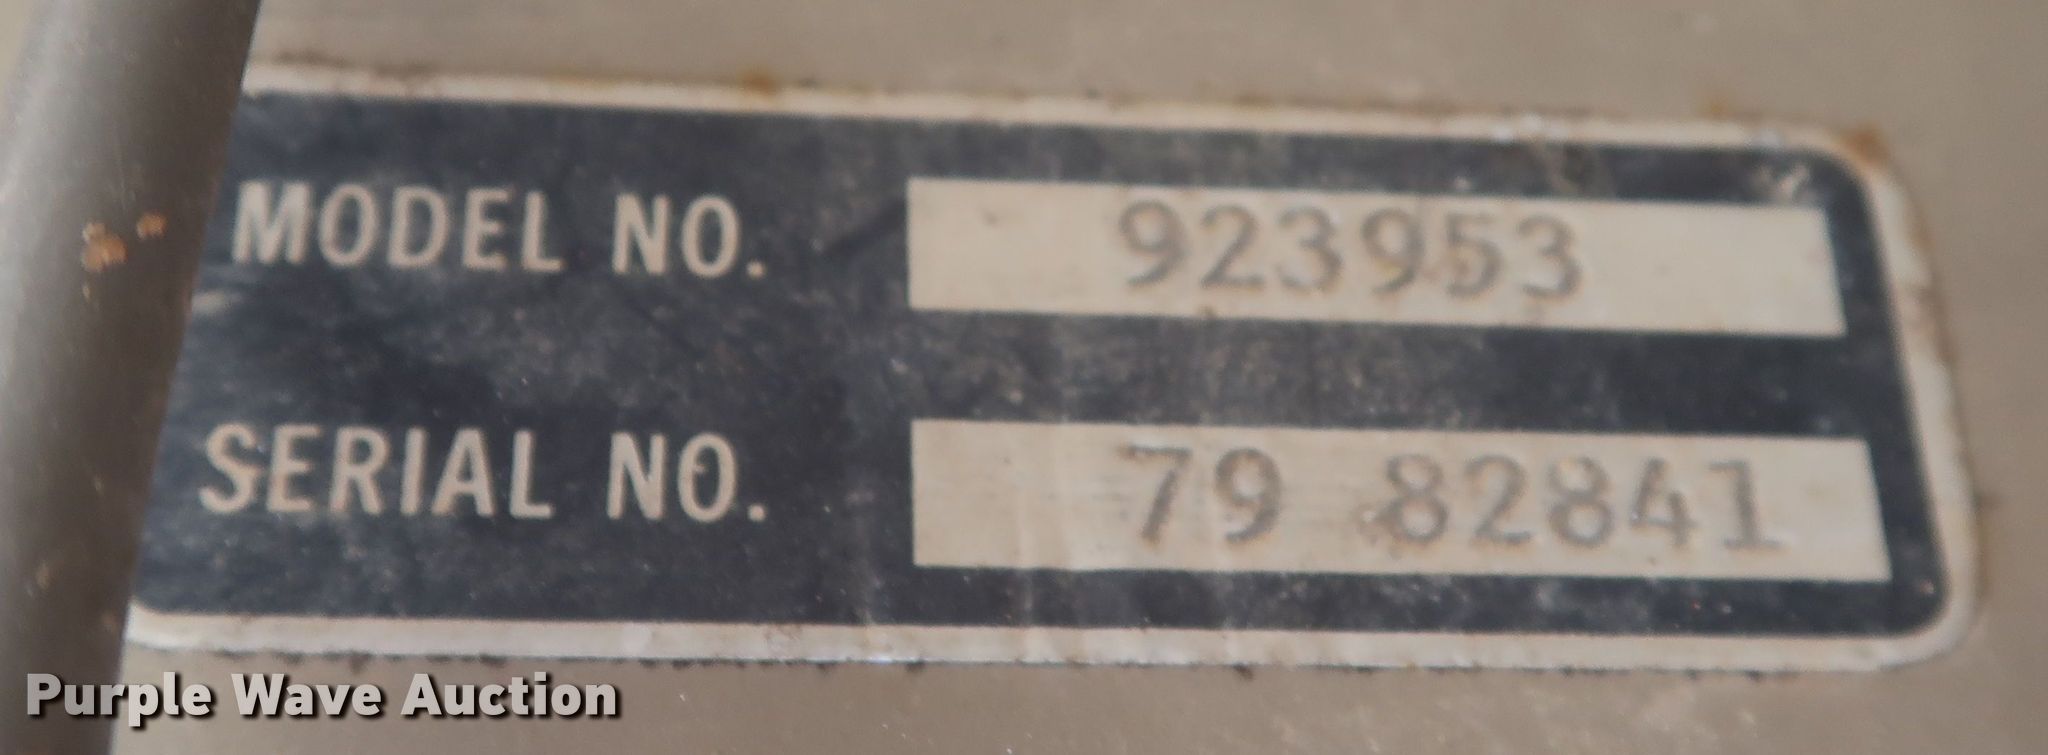 MODEL NO. 923953
SERIAL NO. 79 82841
Purple Wave Auction